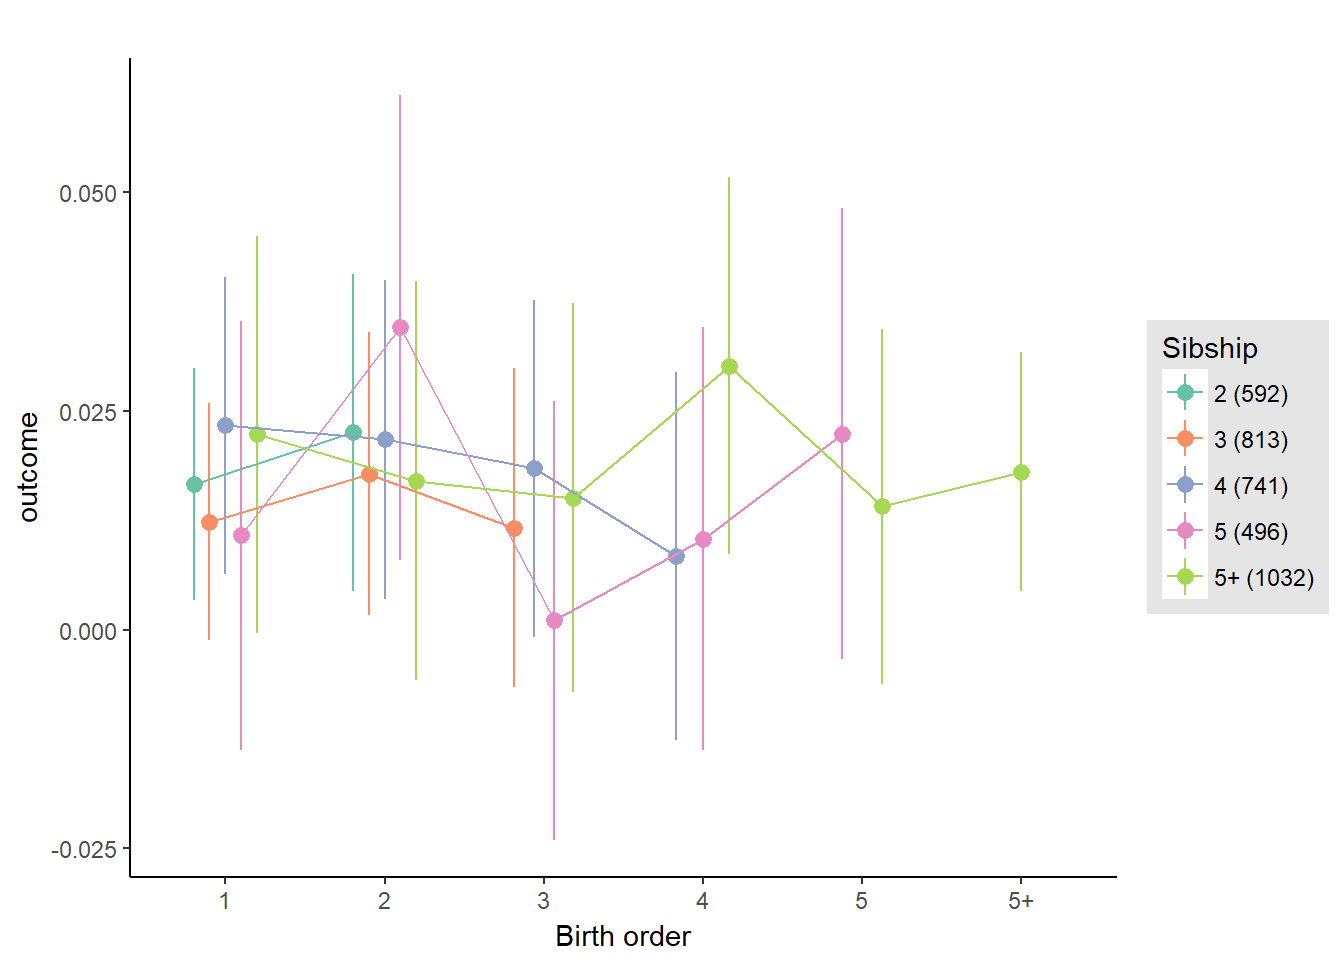 0.050
0.025
0.000
-0.025
outcome
1 2 3 4 5 5+
Birth order
Sibship
2 (592)
3 (813)
4 (741)
5 (496)
5+ (1032)